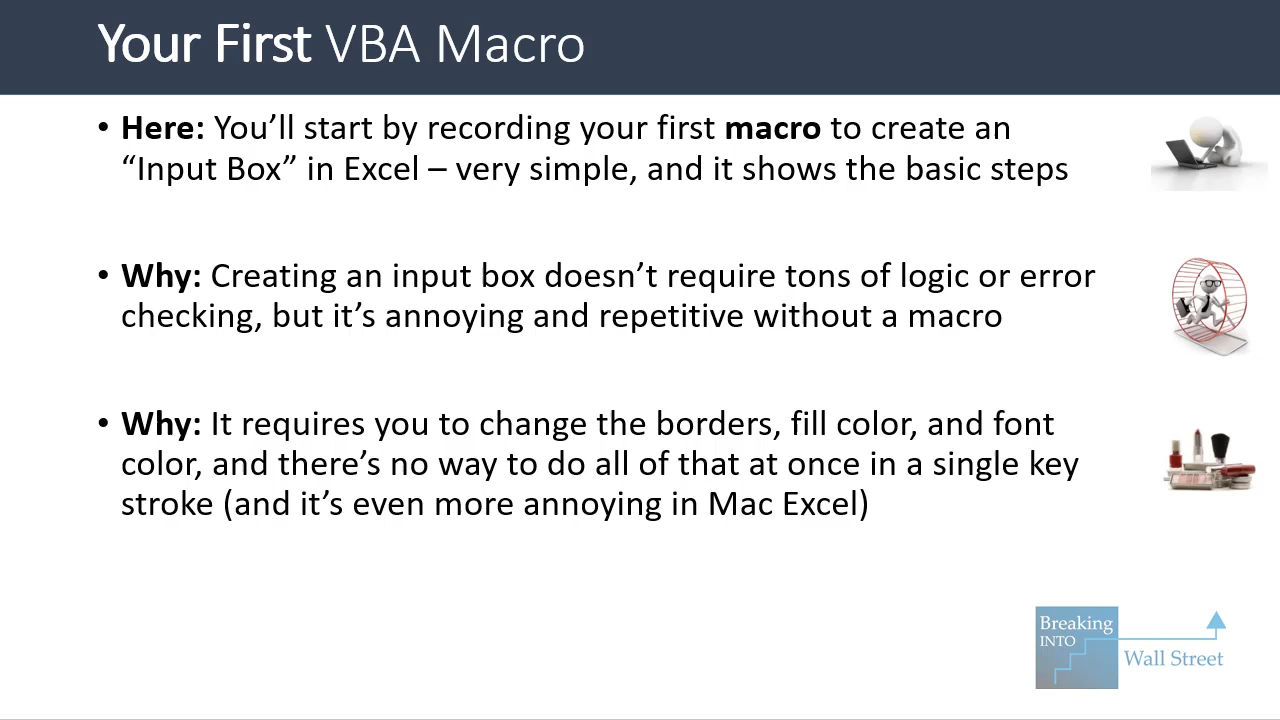 Your First VBA Macro
• Here: You’ll start by recording your first macro to create an
“Input Box” in Excel – very simple, and it shows the basic steps
• Why: Creating an input box doesn’t require tons of logic or error
checking, but it’s annoying and repetitive without a macro
• Why: It requires you to change the borders, fill color, and font
color, and there’s no way to do all of that at once in a single key
stroke (and it’s even more annoying in Mac Excel)
Breaking
INTO
Wall Street